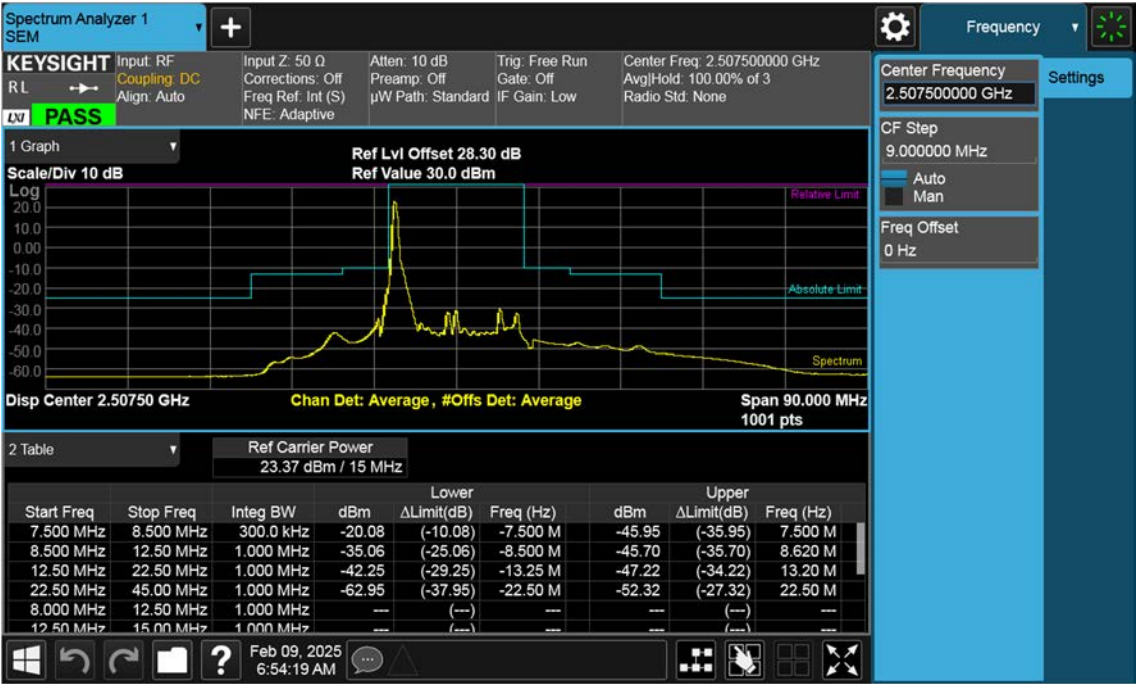 Spectrum Analyzer 1
SEM
+
Frequency
KEYSIGHT
R L
LXI
PASS
Input: RF
Coupling: DC
Align: Auto
Input Z: 50 Ω
Corrections: Off
Freq Ref: Int (S)
NFE: Adaptive
Atten: 10 dB
Preamp: Off
µW Path: Standard
Trig: Free Run
Gate: Off
IF Gain: Low
Center Freq: 2.507500000 GHz
Avg|Hold: 100.00% of 3
Radio Std: None
Center Frequency
2.507500000 GHz
Settings
CF Step
9.000000 MHz
Auto
Man
Freq Offset
0 Hz
1 Graph
Scale/Div 10 dB
Ref Lvl Offset 28.30 dB
Ref Value 30.0 dBm
Log
20.0
10.0
0.00
-10.0
-20.0
-30.0
-40.0
-50.0
-60.0
Relative Limit
Absolute Limit
Spectrum
Disp Center 2.50750 GHz
Chan Det: Average, #Offs Det: Average
Span 90.000 MHz
1001 pts
2 Table
Ref Carrier Power
23.37 dBm / 15 MHz
Lower Upper
Start Freq Stop Freq Integ BW dBm ΔLimit(dB) Freq (Hz) dBm ΔLimit(dB) Freq (Hz)
7.500 MHz 8.500 MHz 300.0 kHz -20.08 (-10.08) -7.500 M -45.95 (-35.95) 7.500 M
8.500 MHz 12.50 MHz 1.000 MHz -35.06 (-25.06) -8.500 M -45.70 (-35.70) 8.620 M
12.50 MHz 22.50 MHz 1.000 MHz -42.25 (-29.25) -13.25 M -47.22 (-34.22) 13.20 M
22.50 MHz 45.00 MHz 1.000 MHz -62.95 (-37.95) -22.50 M -52.32 (-27.32) 22.50 M
8.000 MHz 12.50 MHz 1.000 MHz --- (---) --- --- (---) ---
12.50 MHz 15.00 MHz 1.000 MHz --- (---) --- --- (---) ---
?
Feb 09, 2025
6:54:19 AM